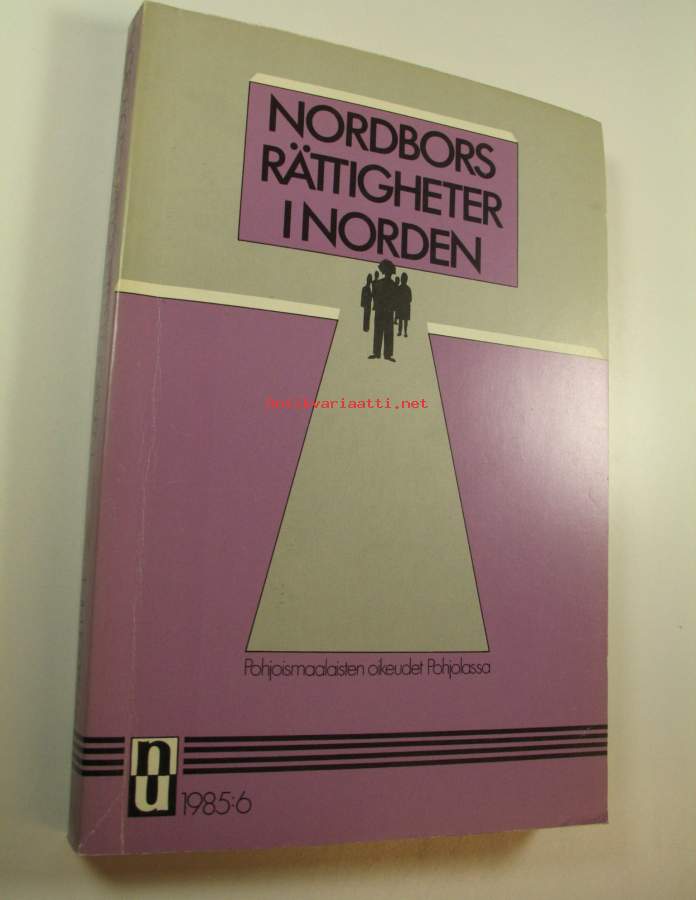 NORDBORS
RÄTTIGHETER
I NORDEN
antikvariaatti.net
Pohjoismaalaisten oikeudet Pohjolassa
nu
1985:6